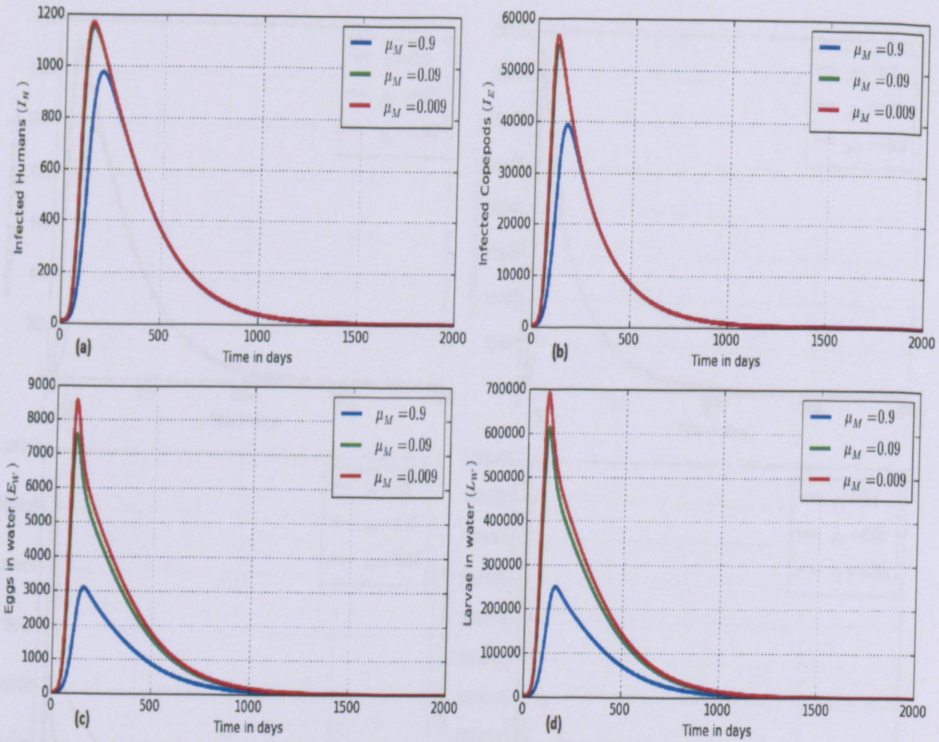 1200
1000
800
600
400
200
0
0
500
1000
1500
2000
Infected Humans (I_H)
Time in days
(a)
μ_M =0.9
μ_M =0.09
μ_M =0.009
60000
50000
40000
30000
20000
10000
0
0
500
1000
1500
2000
Infected Copepods (I_E)
Time in days
(b)
μ_M =0.9
μ_M =0.09
μ_M =0.009
9000
8000
7000
6000
5000
4000
3000
2000
1000
0
0
500
1000
1500
2000
Eggs in water (E_W)
Time in days
(c)
μ_M =0.9
μ_M =0.09
μ_M =0.009
700000
600000
500000
400000
300000
200000
100000
0
0
500
1000
1500
2000
Larvae in water (L_W)
Time in days
(d)
μ_M =0.9
μ_M =0.09
μ_M =0.009